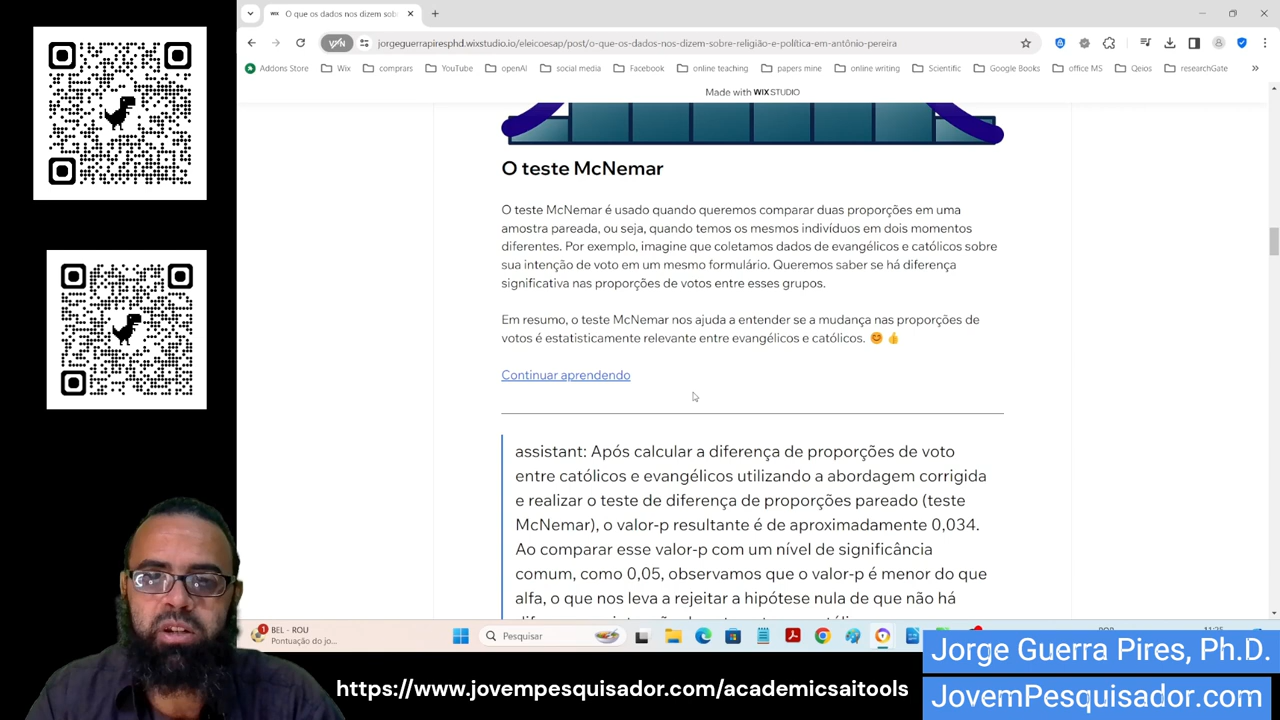 O que os dados nos dizem sob
jorgeguerrapiresphd.wixstudio.io/eleicoesap/post/o-que-os-dados-nos-dizem-sobre-religião-e-política-em-antônio-pereira
Addons Store
Wix
comprars
YouTube
openAI
social media
Facebook
online teaching
papers mine
online writing
Scientific
Google Books
office MS
Qeios
researchGate
Made with WIX STUDIO
O teste McNemar
O teste McNemar é usado quando queremos comparar duas proporções em uma
amostra pareada, ou seja, quando temos os mesmos indivíduos em dois momentos
diferentes. Por exemplo, imagine que coletamos dados de evangélicos e católicos sobre
sua intenção de voto em um mesmo formulário. Queremos saber se há diferença
significativa nas proporções de votos entre esses grupos.
Em resumo, o teste McNemar nos ajuda a entender se a mudança nas proporções de
votos é estatisticamente relevante entre evangélicos e católicos. 😊 👍
Continuar aprendendo
assistant: Após calcular a diferença de proporções de voto
entre católicos e evangélicos utilizando a abordagem corrigida
e realizar o teste de diferença de proporções pareado (teste
McNemar), o valor-p resultante é de aproximadamente 0,034.
Ao comparar esse valor-p com um nível de significância
comum, como 0,05, observamos que o valor-p é menor do que
alfa, o que nos leva a rejeitar a hipótese nula de que não há
BEL - ROU
Pontuação do jo...
Pesquisar
Jorge Guerra Pires, Ph.D.
JovemPesquisador.com
https://www.jovempesquisador.com/academicsaitools